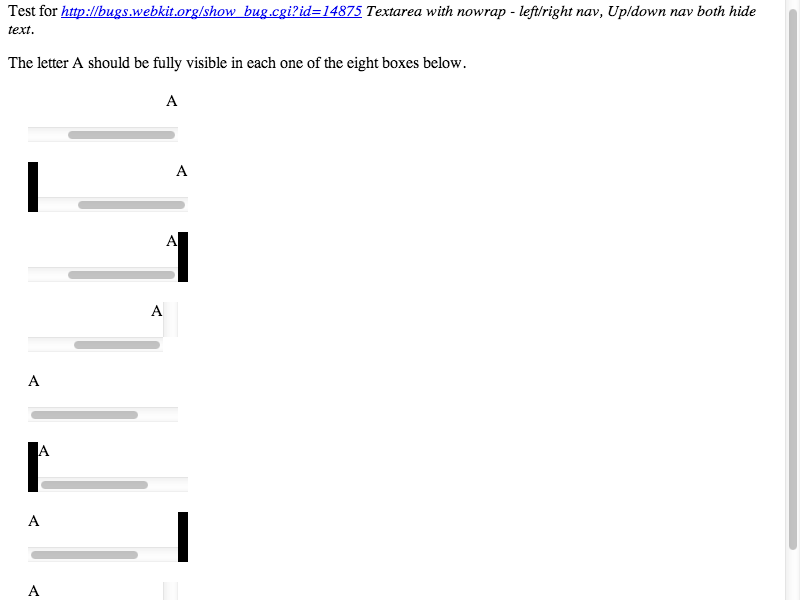 Test for http://bugs.webkit.org/show_bug.cgi?id=14875 Textarea with nowrap - left/right nav, Up/down nav both hide
text.
The letter A should be fully visible in each one of the eight boxes below.
A
A
A
A
A
A
A
A